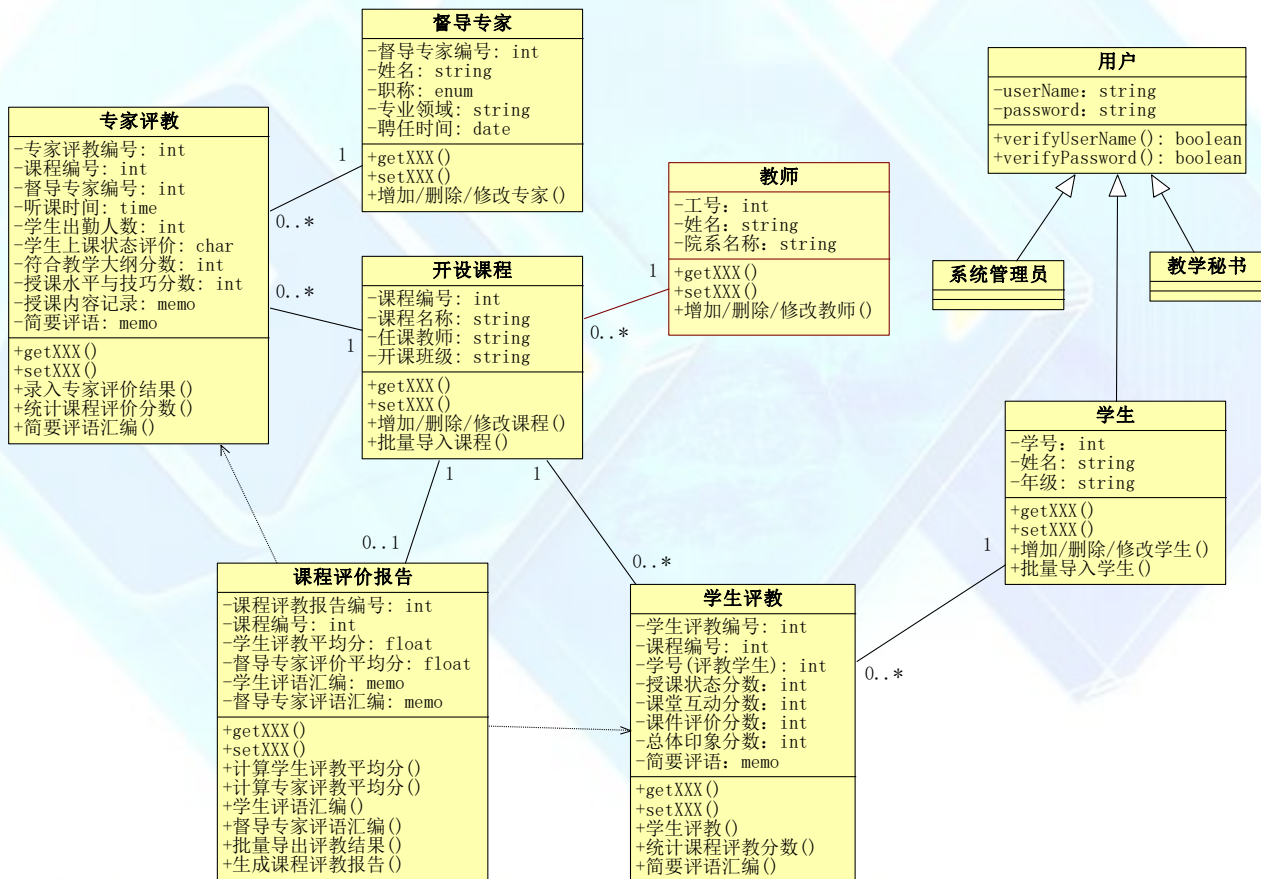 督导专家
-督导专家编号: int
-姓名: string
-职称: enum
-专业领域: string
-聘任时间: date
+getXXX()
+setXXX()
+增加/删除/修改专家()
用户
-userName: string
-password: string
+verifyUserName(): boolean
+verifyPassword(): boolean
专家评教
-专家评教编号: int
-课程编号: int
-督导专家编号: int
-听课时间: time
-学生出勤人数: int
-学生上课状态评价: char
-符合教学大纲分数: int
-授课水平与技巧分数: int
-授课内容记录: memo
-简要评语: memo
+getXXX()
+setXXX()
+录入专家评价结果()
+统计课程评价分数()
+简要评语汇编()
1
0..*
教师
-工号: int
-姓名: string
-院系名称: string
+getXXX()
+setXXX()
+增加/删除/修改教师()
系统管理员
教学秘书
开设课程
-课程编号: int
-课程名称: string
-任课教师: string
-开课班级: string
+getXXX()
+setXXX()
+增加/删除/修改课程()
+批量导入课程()
0..*
1
1
0..*
学生
-学号: int
-姓名: string
-年级: string
+getXXX()
+setXXX()
+增加/删除/修改学生()
+批量导入学生()
1
0..1
1
0..*
1
0..*
课程评价报告
-课程评教报告编号: int
-课程编号: int
-学生评教平均分: float
-督导专家评价平均分: float
-学生评语汇编: memo
-督导专家评语汇编: memo
+getXXX()
+setXXX()
+计算学生评教平均分()
+计算专家评教平均分()
+学生评语汇编()
+督导专家评语汇编()
+批量导出评教结果()
+生成课程评教报告()
学生评教
-学生评教编号: int
-课程编号: int
-学号(评教学生): int
-授课状态分数: int
-课堂互动分数: int
-课件评价分数: int
-总体印象分数: int
-简要评语: memo
+getXXX()
+setXXX()
+学生评教()
+统计课程评教分数()
+简要评语汇编()